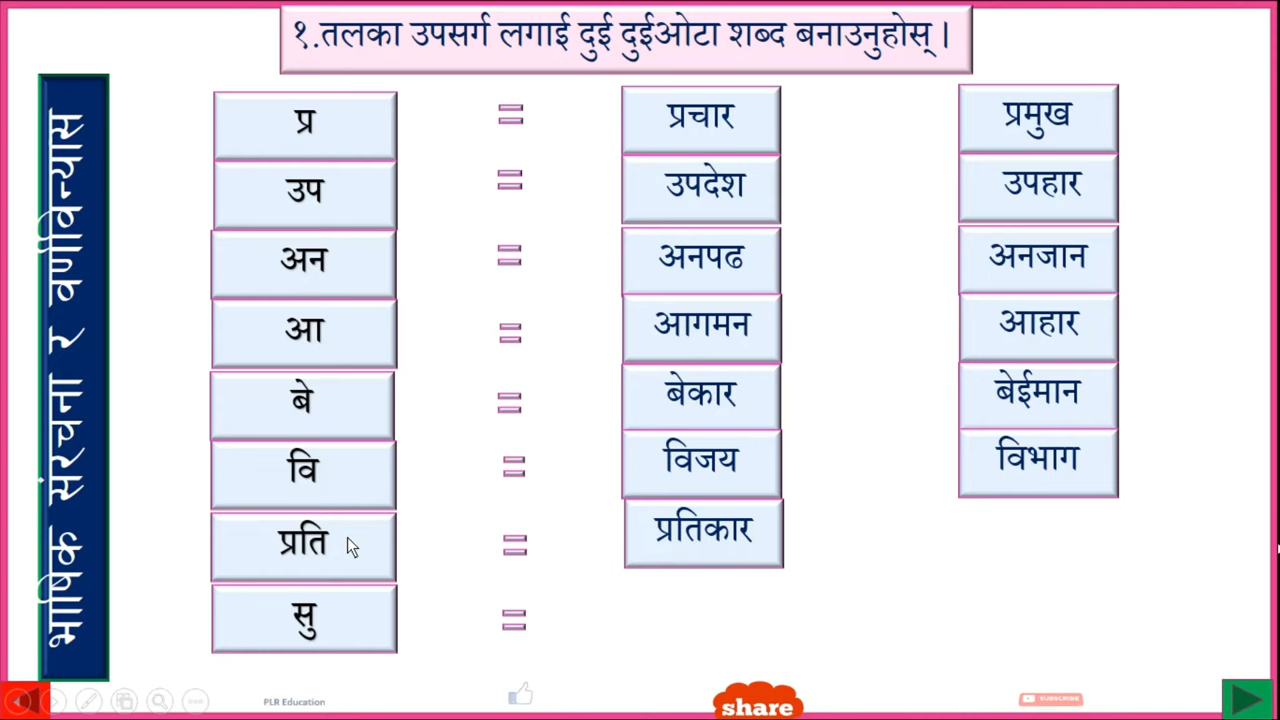 १.तलका उपसर्ग लगाई दुई दुईओटा शब्द बनाउनुहोस् ।
भाषिक संरचना र वर्णविन्यास
प्र = प्रचार प्रमुख
उप = उपदेश उपहार
अन = अनपढ अनजान
आ = आगमन आहार
बे = बेकार बेईमान
वि = विजय विभाग
प्रति = प्रतिकार
सु =
PLR Education
share
SUBSCRIBE